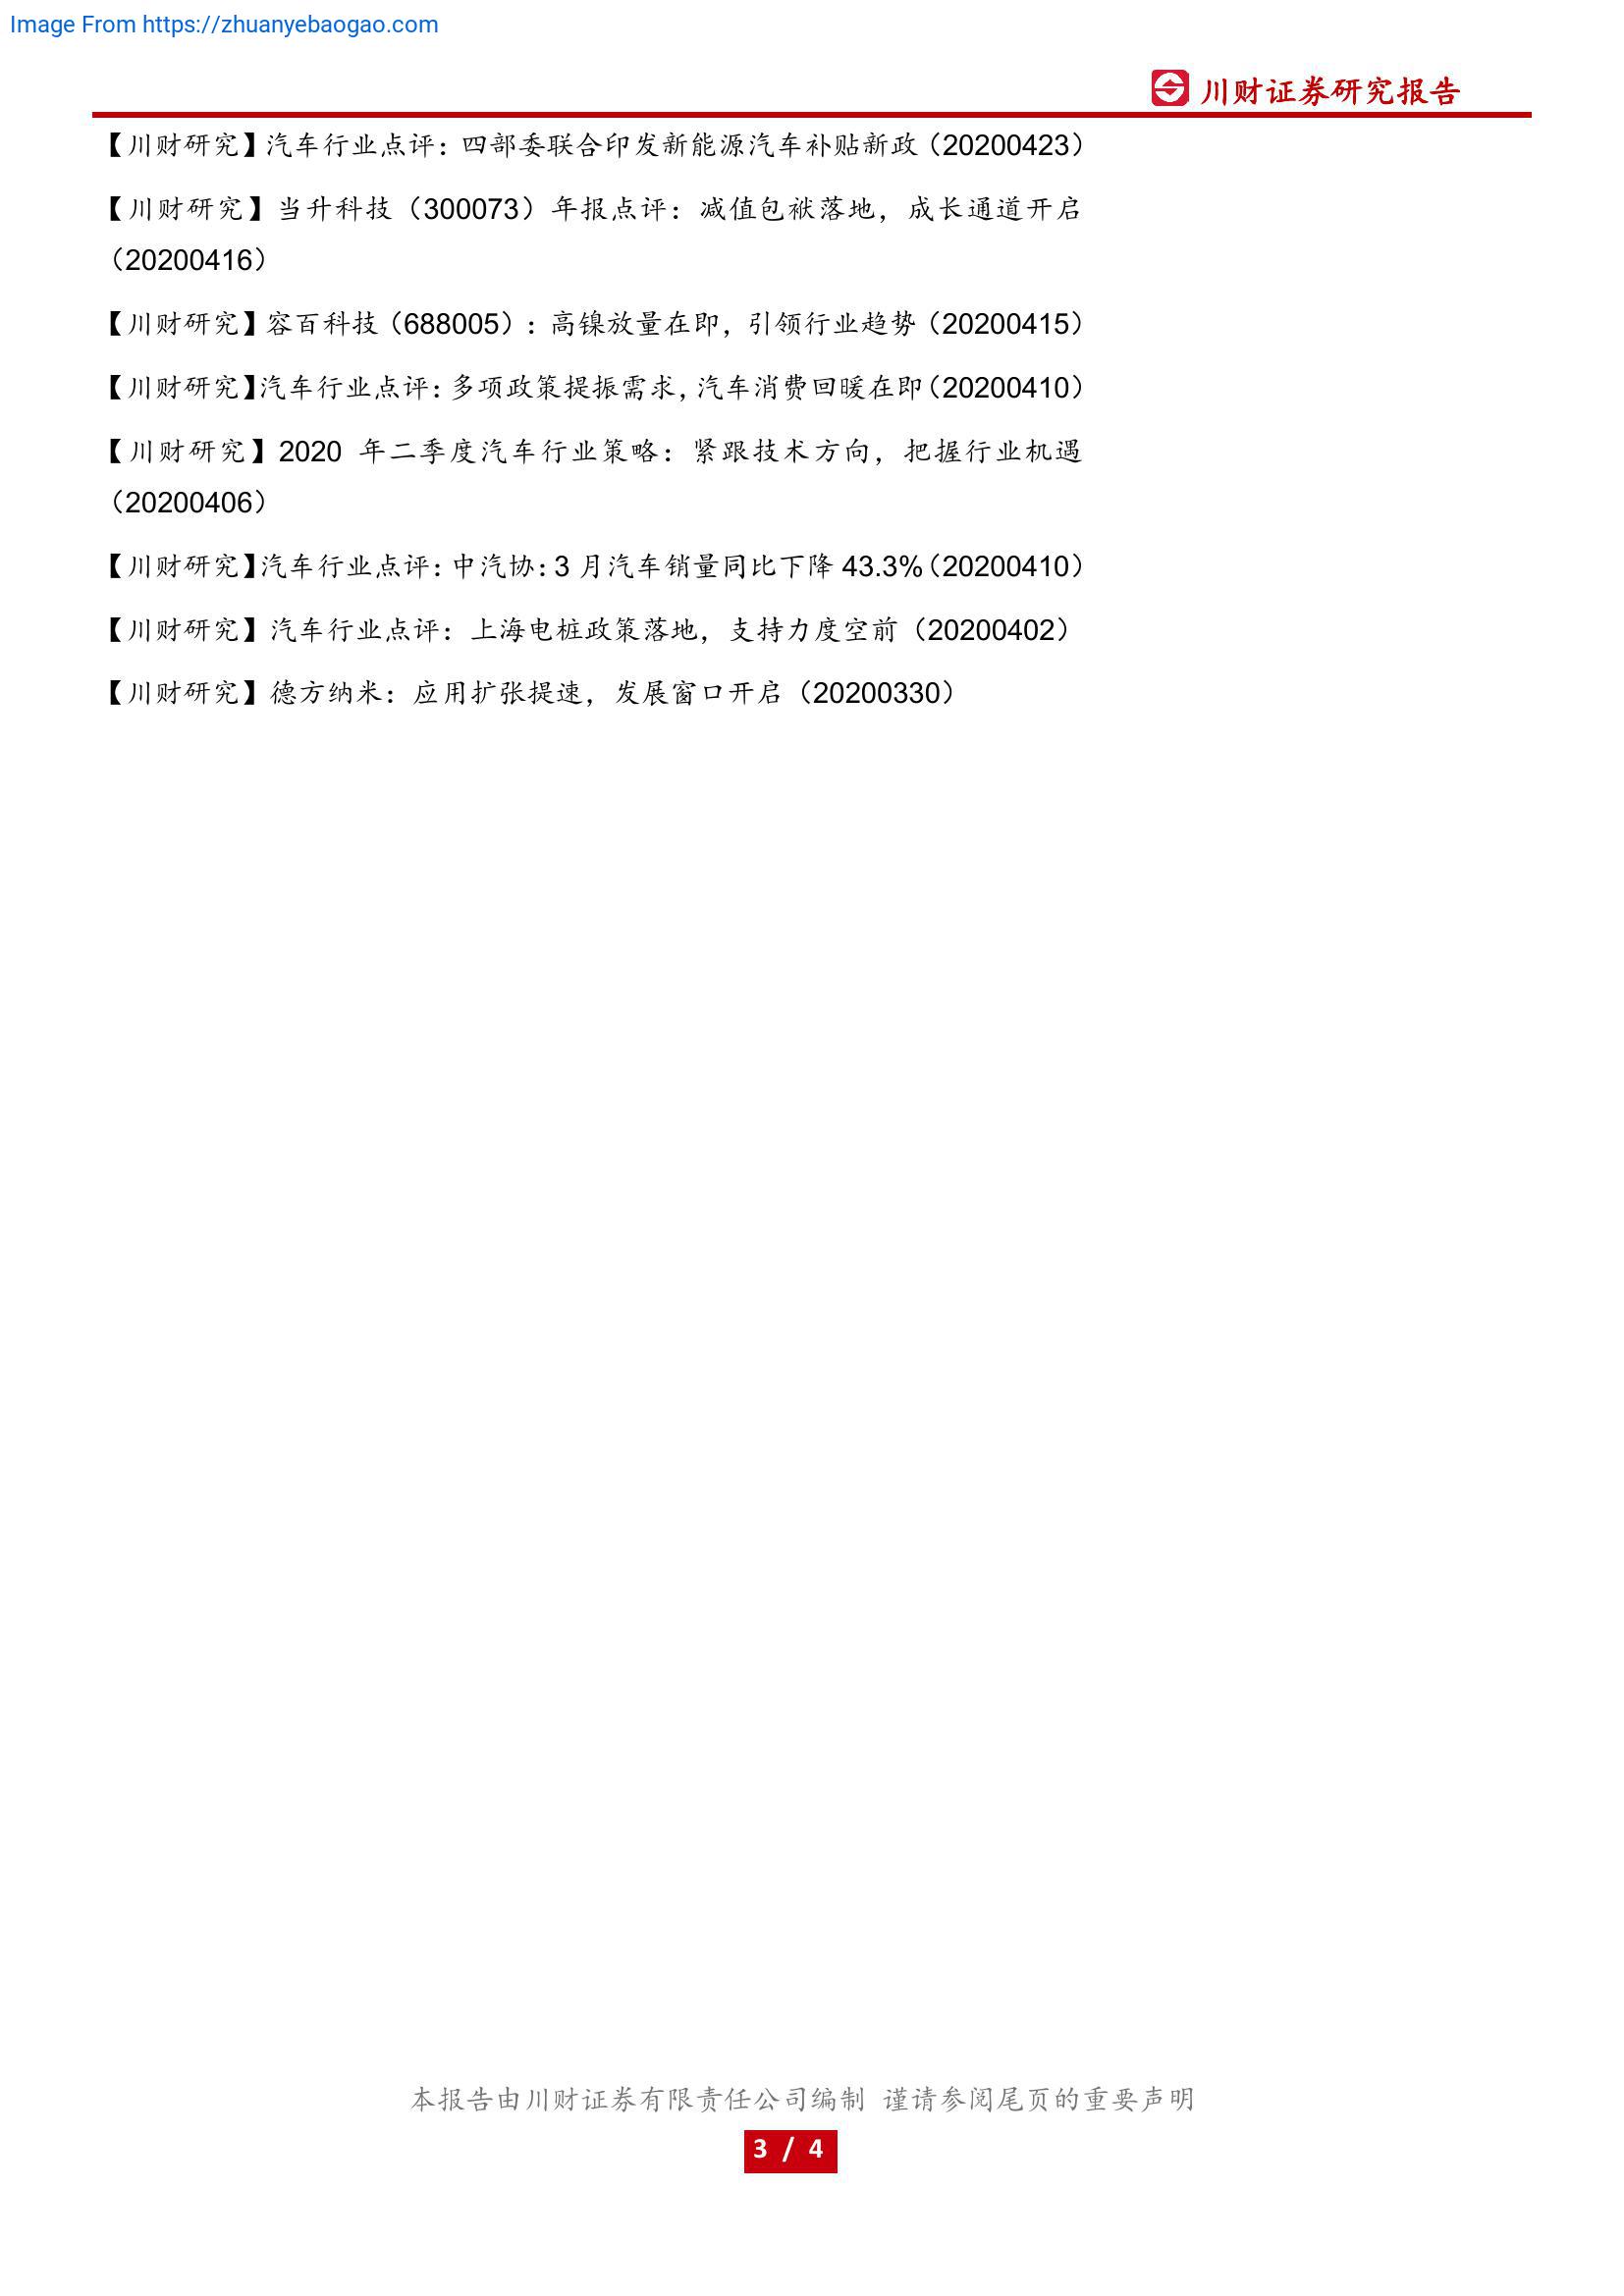 Image From https://zhuanyebaogao.com
川财证券研究报告
【川财研究】汽车行业点评：四部委联合印发新能源汽车补贴新政（20200423）
【川财研究】当升科技（300073）年报点评：减值包袱落地，成长通道开启
（20200416）
【川财研究】容百科技（688005）：高镍放量在即，引领行业趋势（20200415）
【川财研究】汽车行业点评：多项政策提振需求，汽车消费回暖在即（20200410）
【川财研究】2020 年二季度汽车行业策略：紧跟技术方向，把握行业机遇
（20200406）
【川财研究】汽车行业点评：中汽协：3 月汽车销量同比下降 43.3%（20200410）
【川财研究】汽车行业点评：上海电桩政策落地，支持力度空前（20200402）
【川财研究】德方纳米：应用扩张提速，发展窗口开启（20200330）
本报告由川财证券有限责任公司编制 谨请参阅尾页的重要声明
3 / 4